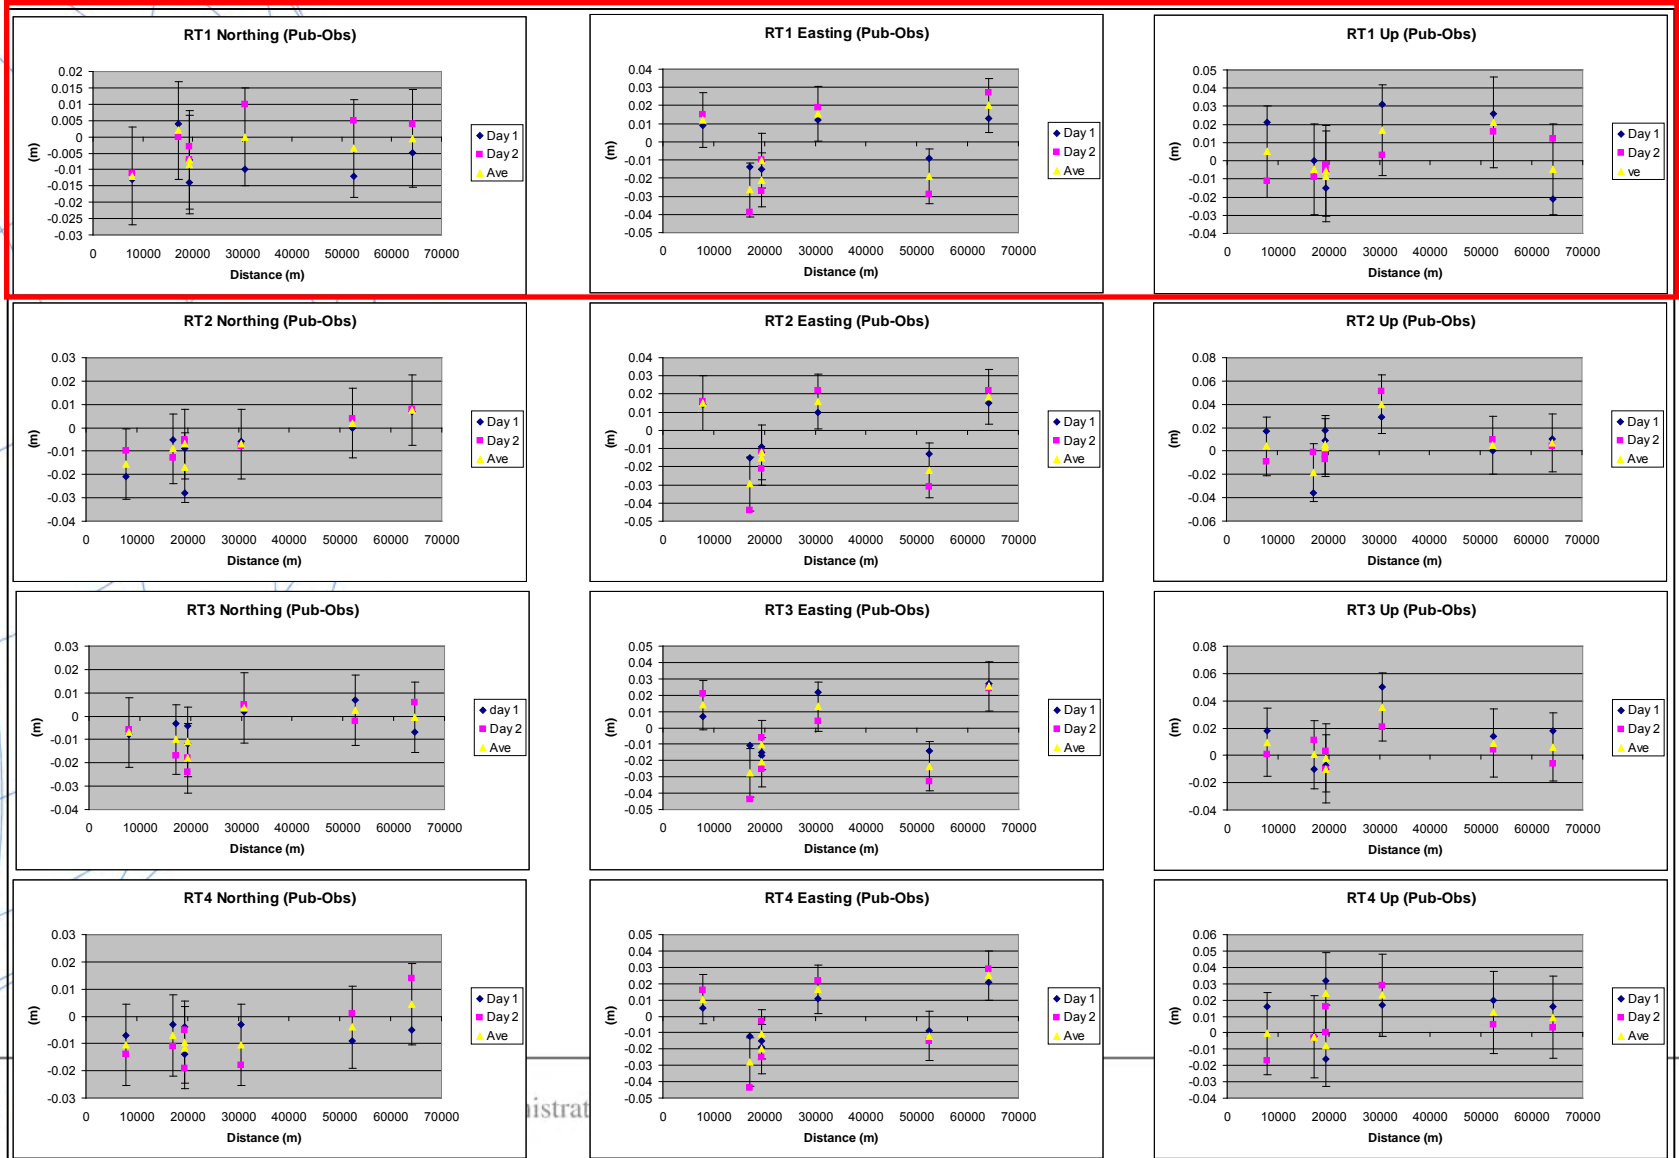 RT1 Northing (Pub-Obs)
0.02
0.015
0.01
0.005
0
-0.005
-0.01
-0.015
-0.02
-0.025
-0.03
(m)
0 10000 20000 30000 40000 50000 60000 70000
Distance (m)
Day 1
Day 2
Ave
RT1 Easting (Pub-Obs)
0.04
0.03
0.02
0.01
0
-0.01
-0.02
-0.03
-0.04
-0.05
(m)
0 10000 20000 30000 40000 50000 60000 70000
Distance (m)
Day 1
Day 2
Ave
RT1 Up (Pub-Obs)
0.05
0.04
0.03
0.02
0.01
0
-0.01
-0.02
-0.03
-0.04
(m)
0 10000 20000 30000 40000 50000 60000 70000
Distance (m)
Day 1
Day 2
ve
RT2 Northing (Pub-Obs)
0.03
0.02
0.01
0
-0.01
-0.02
-0.03
-0.04
(m)
0 10000 20000 30000 40000 50000 60000 70000
Distance (m)
Day 1
Day 2
Ave
RT2 Easting (Pub-Obs)
0.04
0.03
0.02
0.01
0
-0.01
-0.02
-0.03
-0.04
-0.05
(m)
0 10000 20000 30000 40000 50000 60000 70000
Distance (m)
Day 1
Day 2
Ave
RT2 Up (Pub-Obs)
0.08
0.06
0.04
0.02
0
-0.02
-0.04
-0.06
(m)
0 10000 20000 30000 40000 50000 60000 70000
Distance (m)
Day 1
Day 2
Ave
RT3 Northing (Pub-Obs)
0.03
0.02
0.01
0
-0.01
-0.02
-0.03
-0.04
(m)
0 10000 20000 30000 40000 50000 60000 70000
Distance (m)
day 1
Day 2
Ave
RT3 Easting (Pub-Obs)
0.05
0.04
0.03
0.02
0.01
0
-0.01
-0.02
-0.03
-0.04
-0.05
(m)
0 10000 20000 30000 40000 50000 60000 70000
Distance (m)
Day 1
Day 2
Ave
RT3 Up (Pub-Obs)
0.08
0.06
0.04
0.02
0
-0.02
-0.04
(m)
0 10000 20000 30000 40000 50000 60000 70000
Distance (m)
Day 1
Day 2
Ave
RT4 Northing (Pub-Obs)
0.03
0.02
0.01
0
-0.01
-0.02
-0.03
(m)
0 10000 20000 30000 40000 50000 60000 70000
Distance (m)
Day 1
Day 2
Ave
RT4 Easting (Pub-Obs)
0.05
0.04
0.03
0.02
0.01
0
-0.01
-0.02
-0.03
-0.04
-0.05
(m)
0 10000 20000 30000 40000 50000 60000 70000
Distance (m)
Day 1
Day 2
Ave
RT4 Up (Pub-Obs)
0.06
0.05
0.04
0.03
0.02
0.01
0
-0.01
-0.02
-0.03
-0.04
(m)
0 10000 20000 30000 40000 50000 60000 70000
Distance (m)
Day 1
Day 2
Ave
nistrat